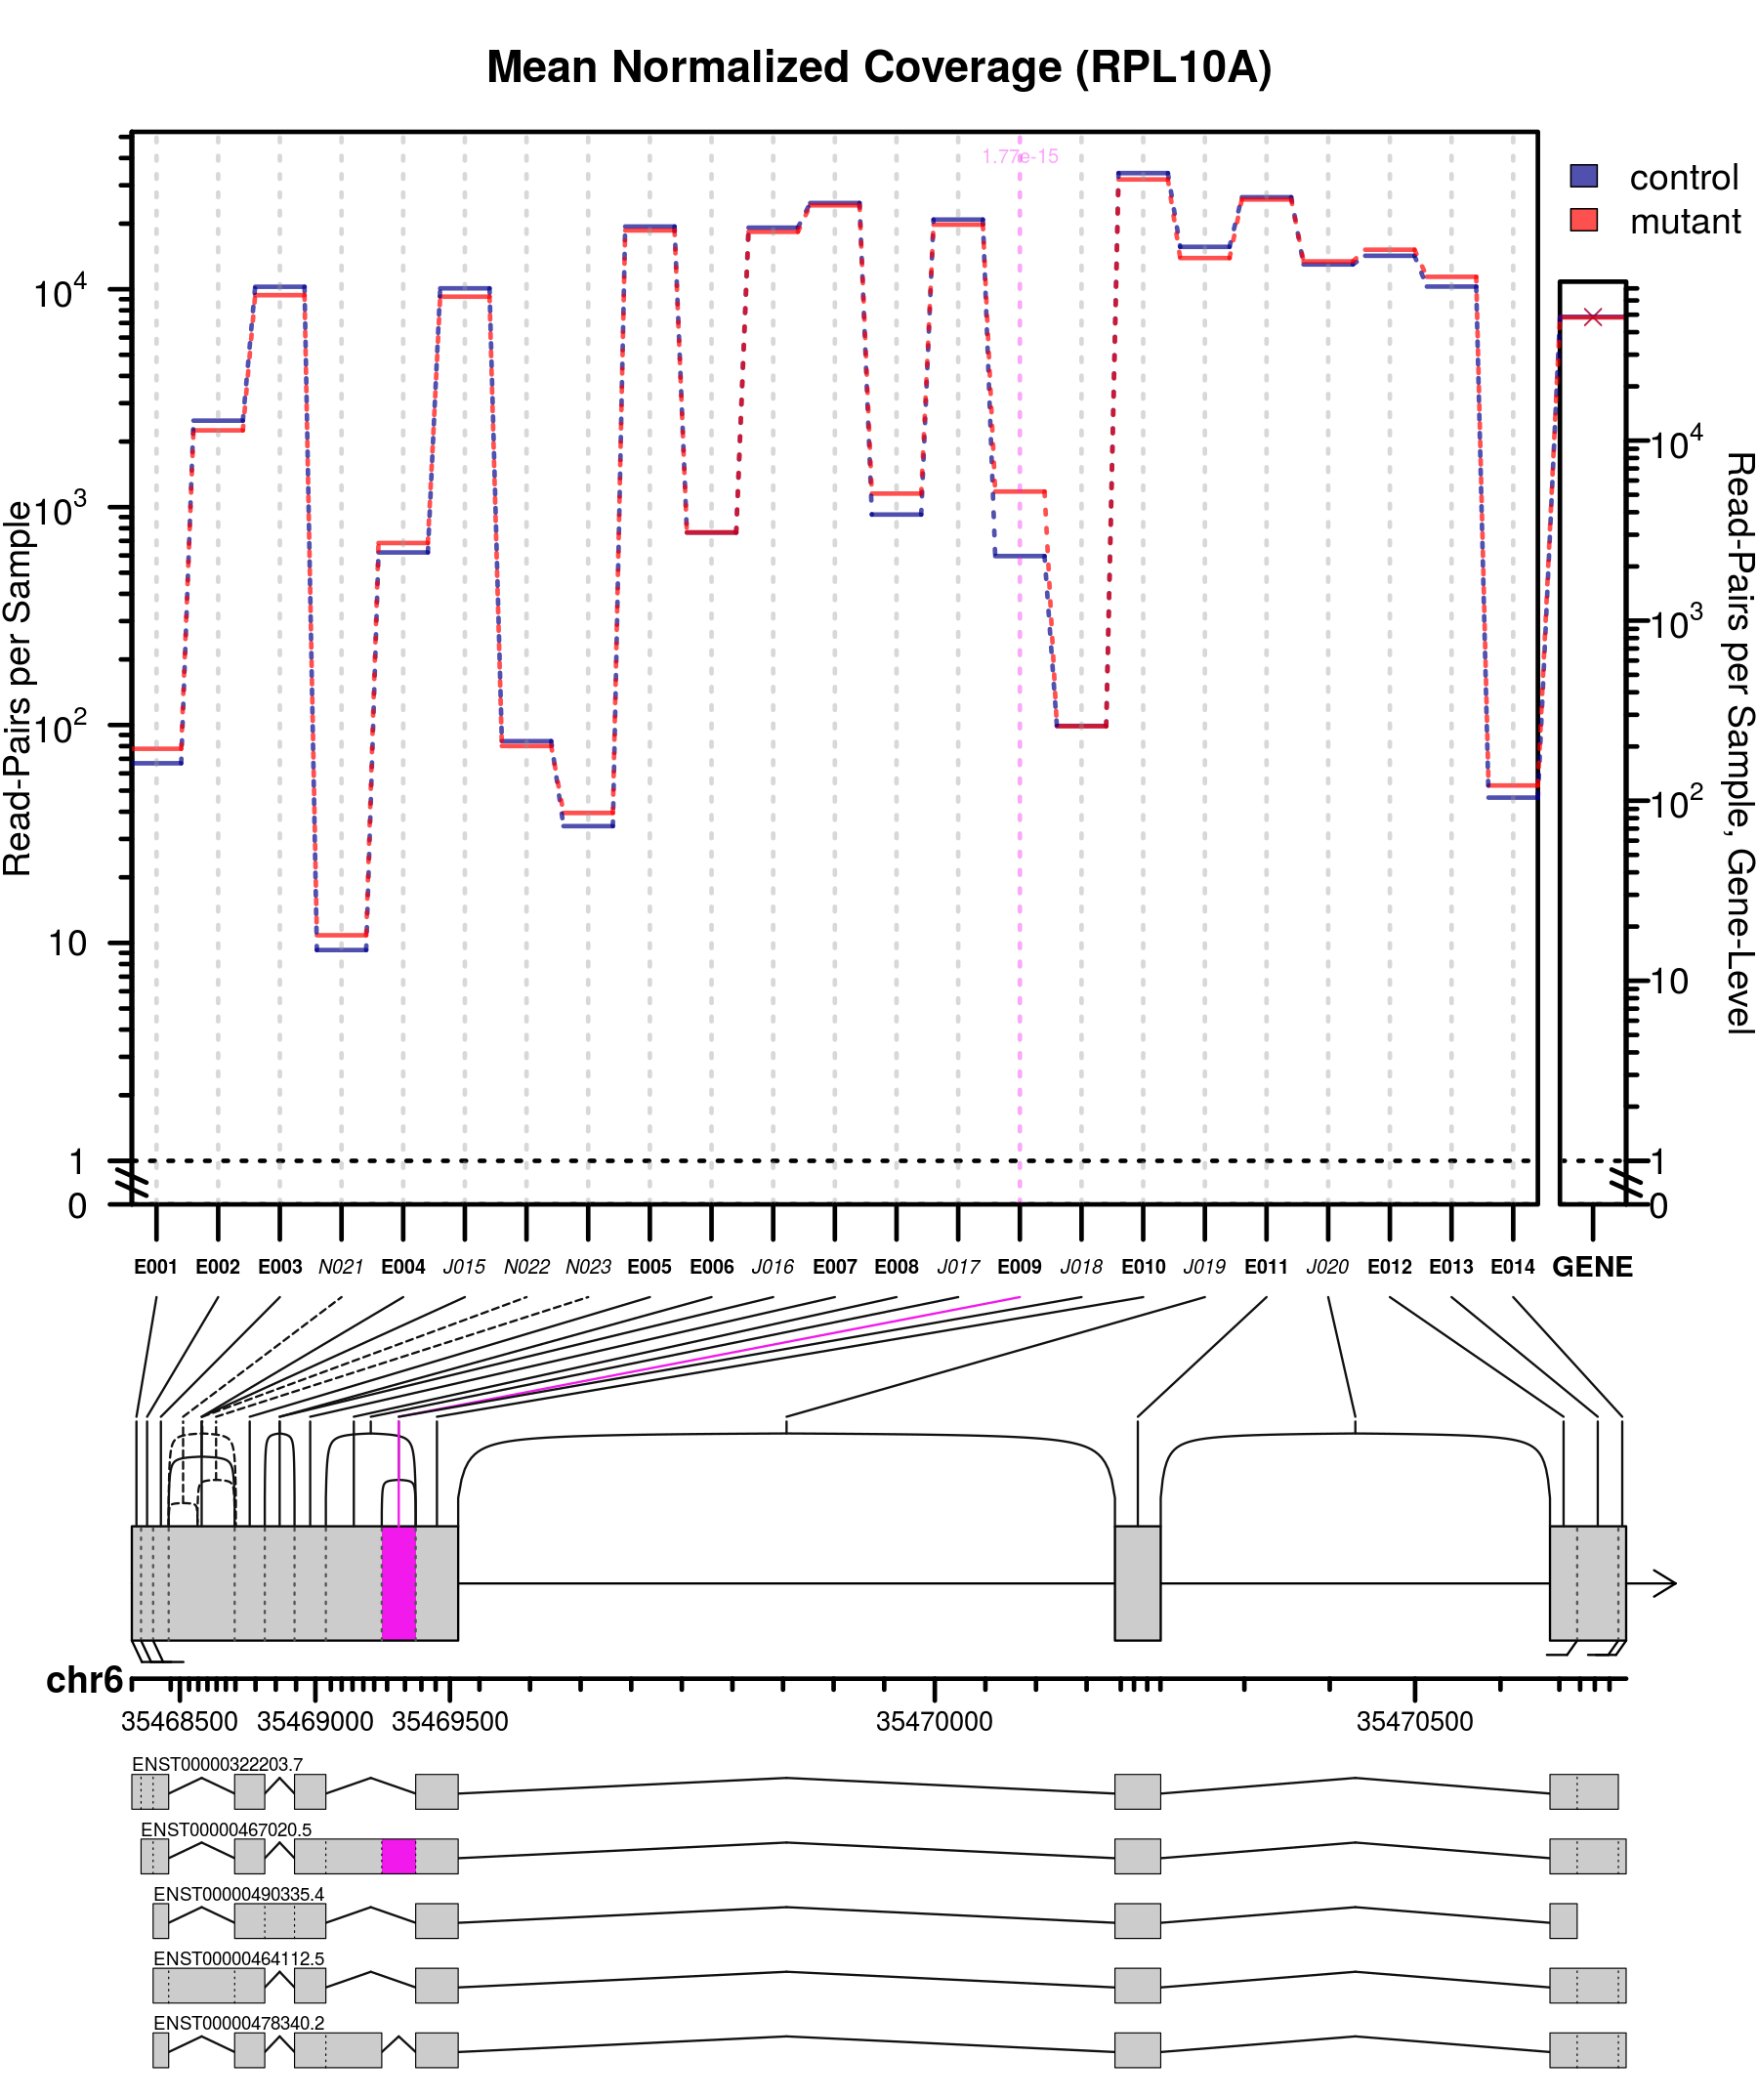 Mean Normalized Coverage (RPL10A)
1.77e-15
control
mutant
Read-Pairs per Sample
10^4
10^3
10^2
10
1
0
10^4
10^3
10^2
10
1
0
Read-Pairs per Sample, Gene-Level
E001 E002 E003 N021 E004 J015 N022 N023 E005 E006 J016 E007 E008 J017 E009 J018 E010 J019 E011 J020 E012 E013 E014 GENE
chr6
35468500 35469000 35469500 35470000 35470500
ENST00000322203.7
ENST00000467020.5
ENST00000490335.4
ENST00000464112.5
ENST00000478340.2